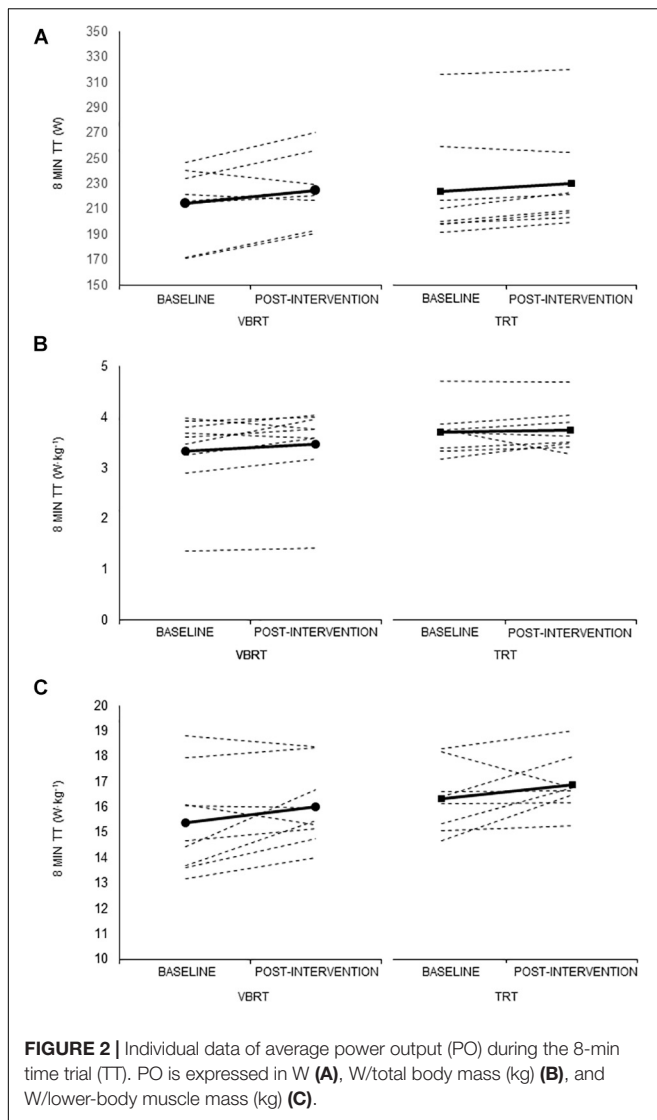 A
8 MIN TT (W)
350
330
310
290
270
250
230
210
190
170
150
BASELINE POST-INTERVENTION BASELINE POST-INTERVENTION
VBRT TRT
B
8 MIN TT (W·kg⁻¹)
5
4
3
2
1
0
BASELINE POST-INTERVENTION BASELINE POST-INTERVENTION
VBRT TRT
C
8 MIN TT (W·kg⁻¹)
19
18
17
16
15
14
13
12
11
10
BASELINE POST-INTERVENTION BASELINE POST-INTERVENTION
VBRT TRT
FIGURE 2 | Individual data of average power output (PO) during the 8-min
time trial (TT). PO is expressed in W (A), W/total body mass (kg) (B), and
W/lower-body muscle mass (kg) (C).